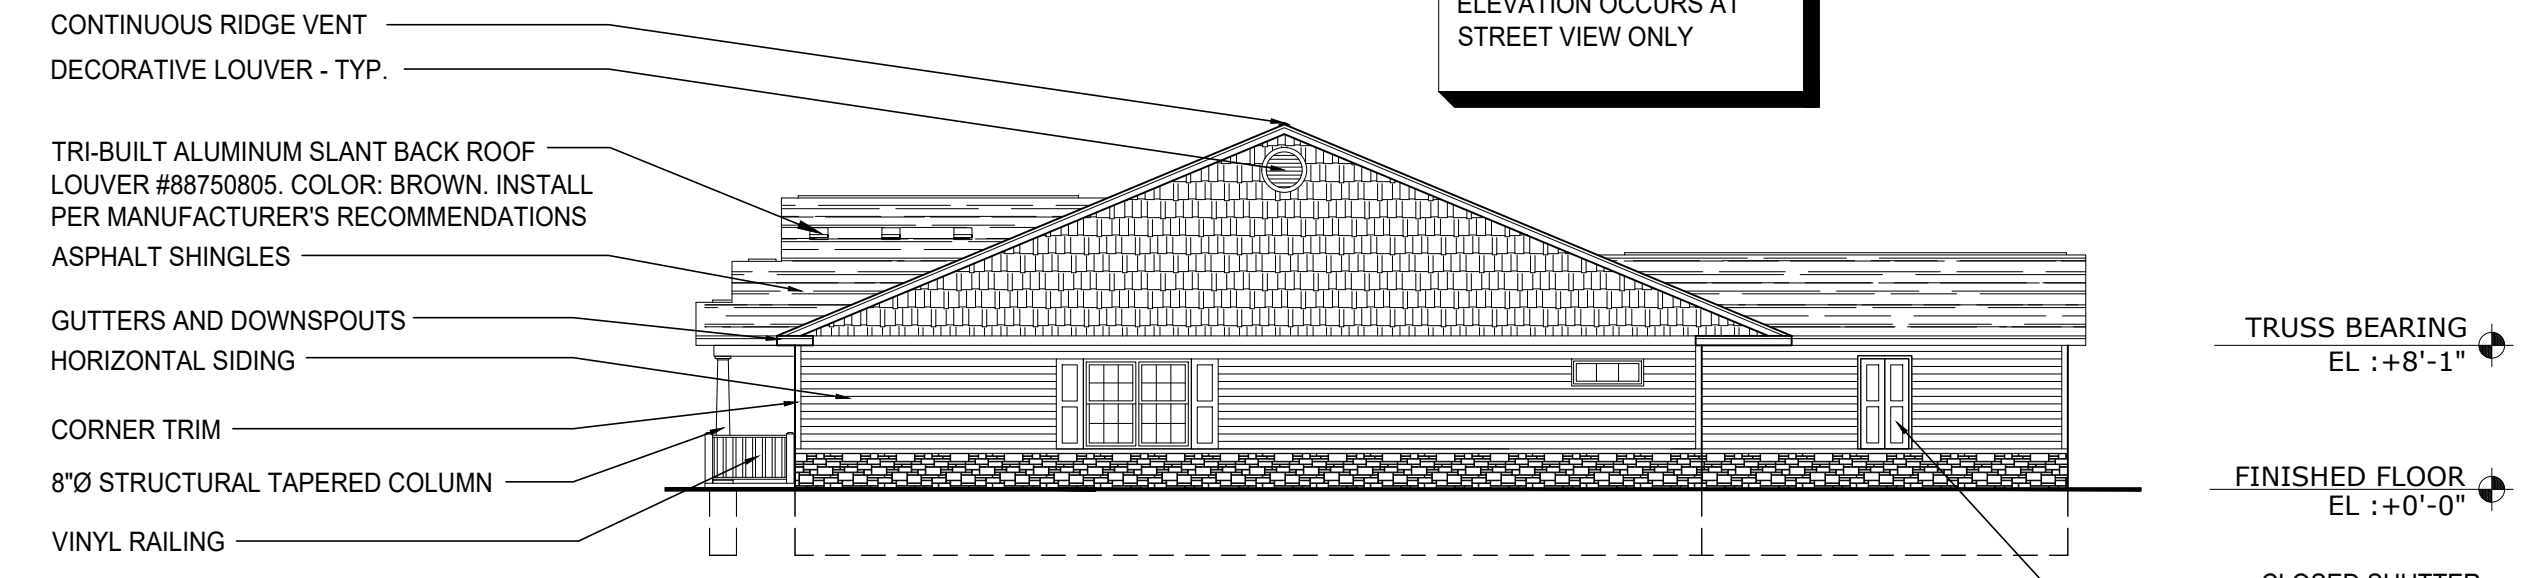 CONTINUOUS RIDGE VENT
DECORATIVE LOUVER - TYP.
TRI-BUILT ALUMINUM SLANT BACK ROOF
LOUVER #88750805. COLOR: BROWN. INSTALL
PER MANUFACTURER'S RECOMMENDATIONS
ASPHALT SHINGLES
GUTTERS AND DOWNSPOUTS
HORIZONTAL SIDING
CORNER TRIM
8"Ø STRUCTURAL TAPERED COLUMN
VINYL RAILING
ELEVATION OCCURS AT
STREET VIEW ONLY
TRUSS BEARING
EL :+8'-1"
FINISHED FLOOR
EL :+0'-0"
CLOSED SHUTTER